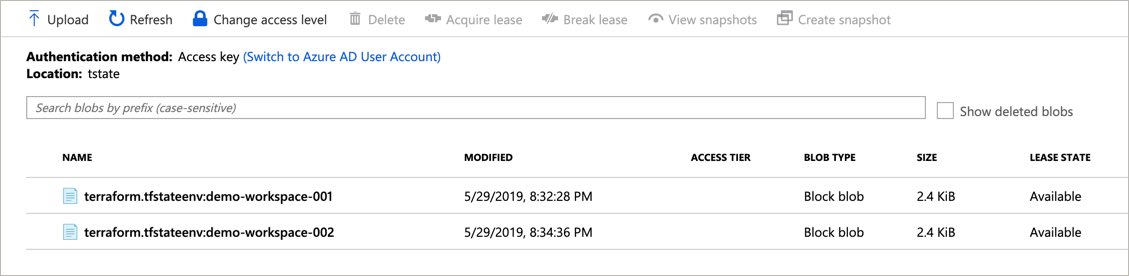 Upload Refresh Change access level Delete Acquire lease Break lease View snapshots Create snapshot
Authentication method: Access key (Switch to Azure AD User Account)
Location: tstate
Search blobs by prefix (case-sensitive) Show deleted blobs
NAME MODIFIED ACCESS TIER BLOB TYPE SIZE LEASE STATE
terraform.tfstateenv:demo-workspace-001 5/29/2019, 8:32:28 PM Block blob 2.4 KiB Available
terraform.tfstateenv:demo-workspace-002 5/29/2019, 8:34:36 PM Block blob 2.4 KiB Available